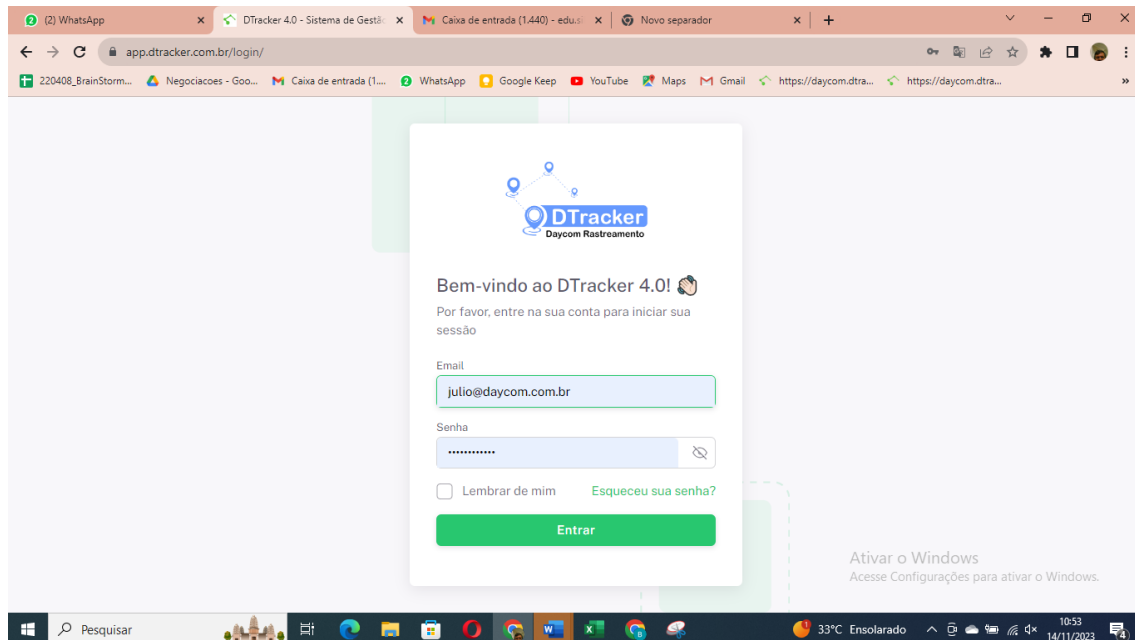 (2) WhatsApp
DTracker 4.0 - Sistema de Gestão
Caixa de entrada (1.440) - edu.si
Novo separador
app.dtracker.com.br/login/
220408_BrainStorm...
Negociacoes - Goo...
Caixa de entrada (1....
WhatsApp
Google Keep
YouTube
Maps
Gmail
https://daycom.dtra...
https://daycom.dtra...
»
DTracker
Daycom Rastreamento
Bem-vindo ao DTracker 4.0!
Por favor, entre na sua conta para iniciar sua
sessão
Email
julio@daycom.com.br
Senha
••••••••••••
Lembrar de mim
Esqueceu sua senha?
Entrar
Ativar o Windows
Acesse Configurações para ativar o Windows.
Pesquisar
33°C Ensolarado
10:53
14/11/2023